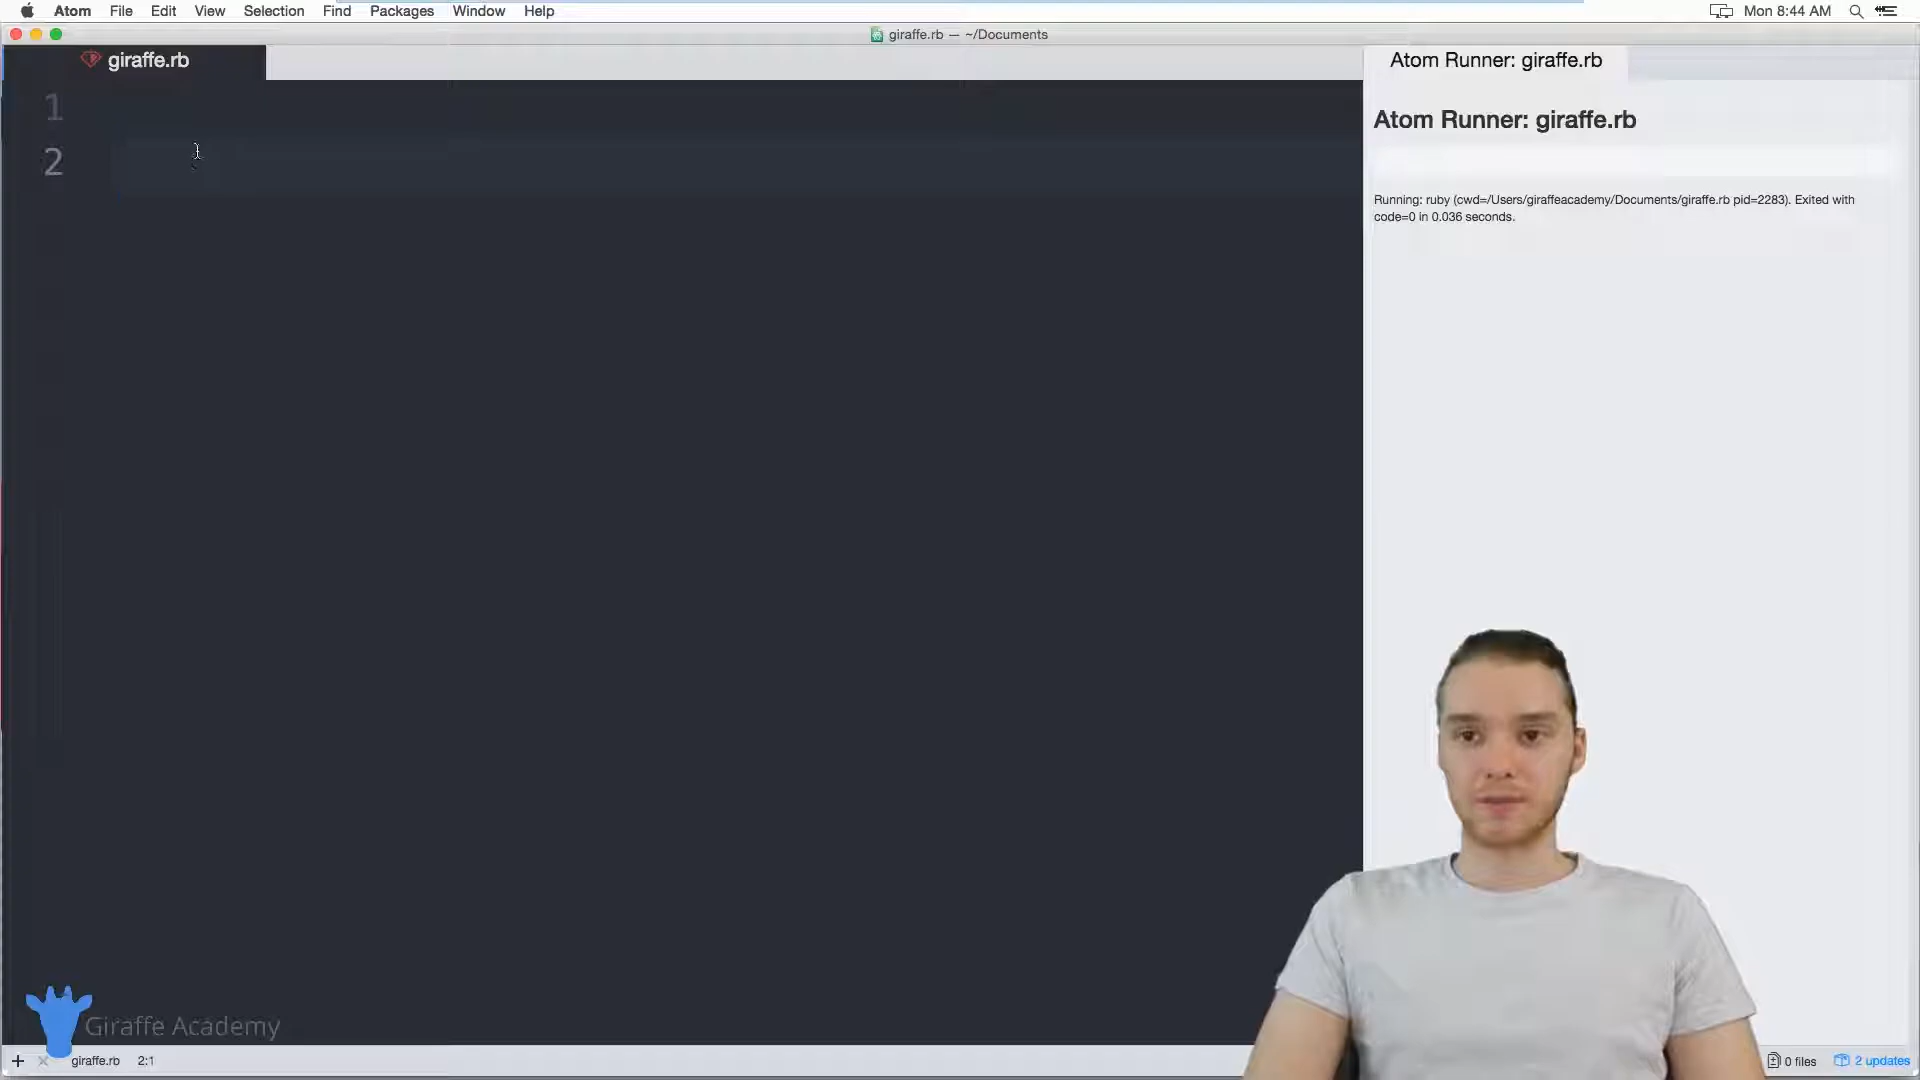 Atom File Edit View Selection Find Packages Window Help Mon 8:44 AM
giraffe.rb — ~/Documents
giraffe.rb
Atom Runner: giraffe.rb
1
2
Atom Runner: giraffe.rb
Running: ruby (cwd=/Users/giraffeacademy/Documents/giraffe.rb pid=2283). Exited with
code=0 in 0.036 seconds.
Giraffe Academy
giraffe.rb 2:1 0 files 2 updates